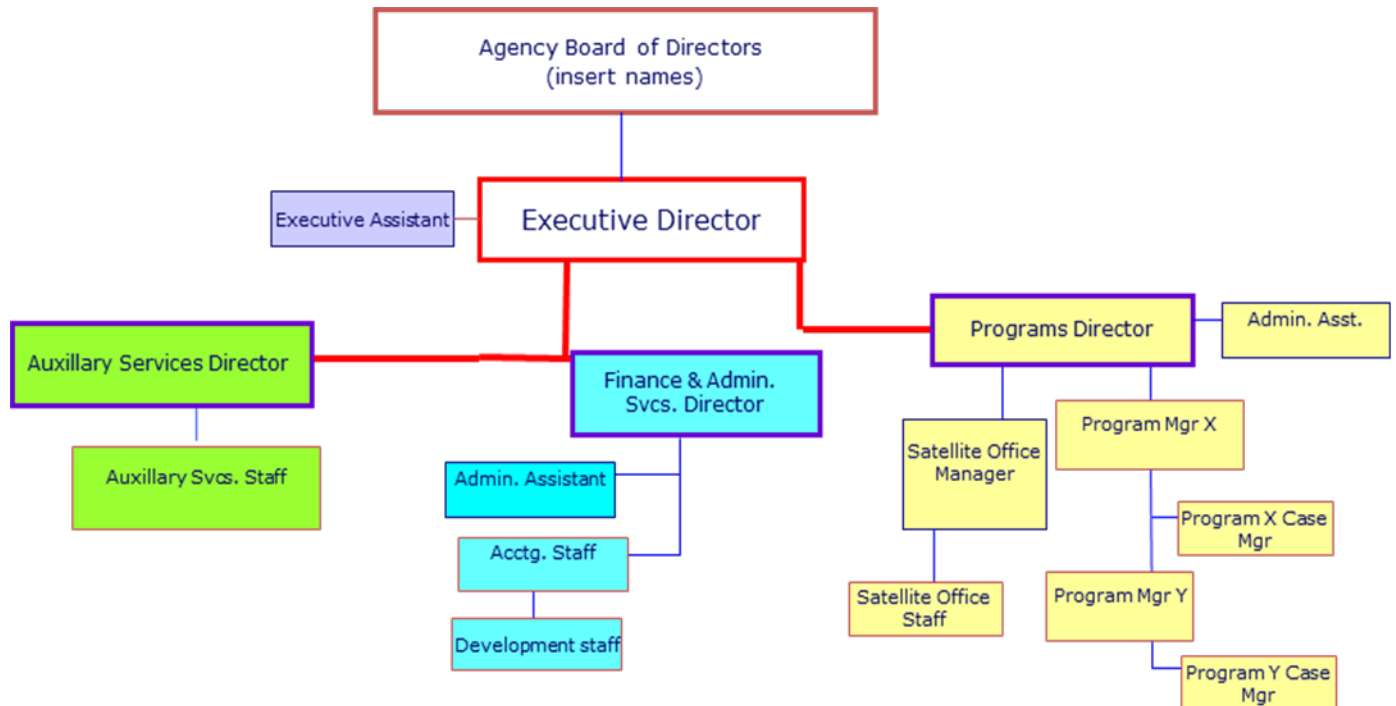 Agency Board of Directors
(insert names)
Executive Assistant
Executive Director
Auxillary Services Director
Finance & Admin.
Svcs. Director
Programs Director
Admin. Asst.
Auxillary Svcs. Staff
Admin. Assistant
Acctg. Staff
Development staff
Satellite Office
Manager
Satellite Office
Staff
Program Mgr X
Program X Case
Mgr
Program Mgr Y
Program Y Case
Mgr